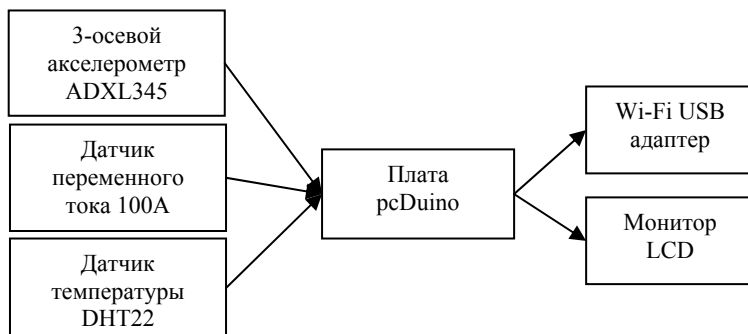 3-осевой
акселерометр
ADXL345
Датчик
переменного
тока 100А
Датчик
температуры
DHT22
Плата
pcDuino
Wi-Fi USB
адаптер
Монитор
LCD